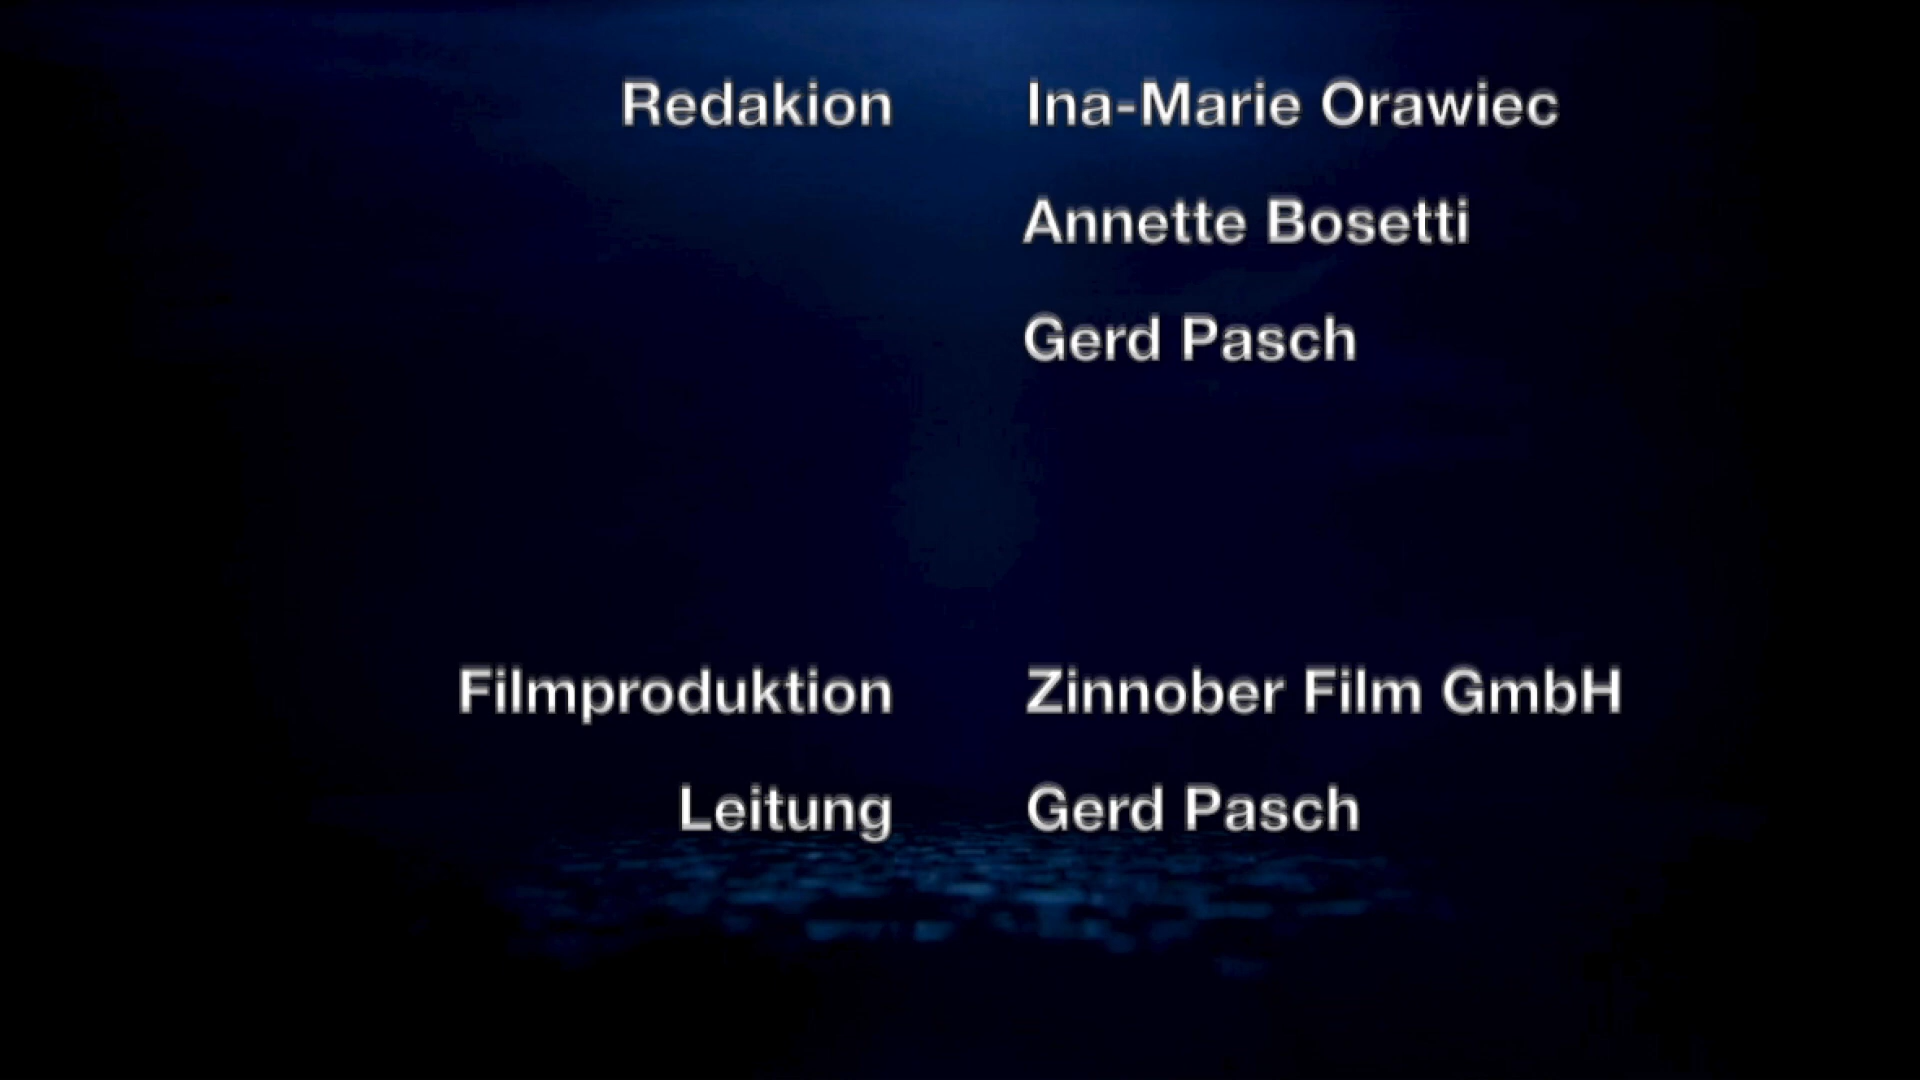 Redakion Ina-Marie Orawiec
Annette Bosetti
Gerd Pasch
Filmproduktion Zinnober Film GmbH
Leitung Gerd Pasch